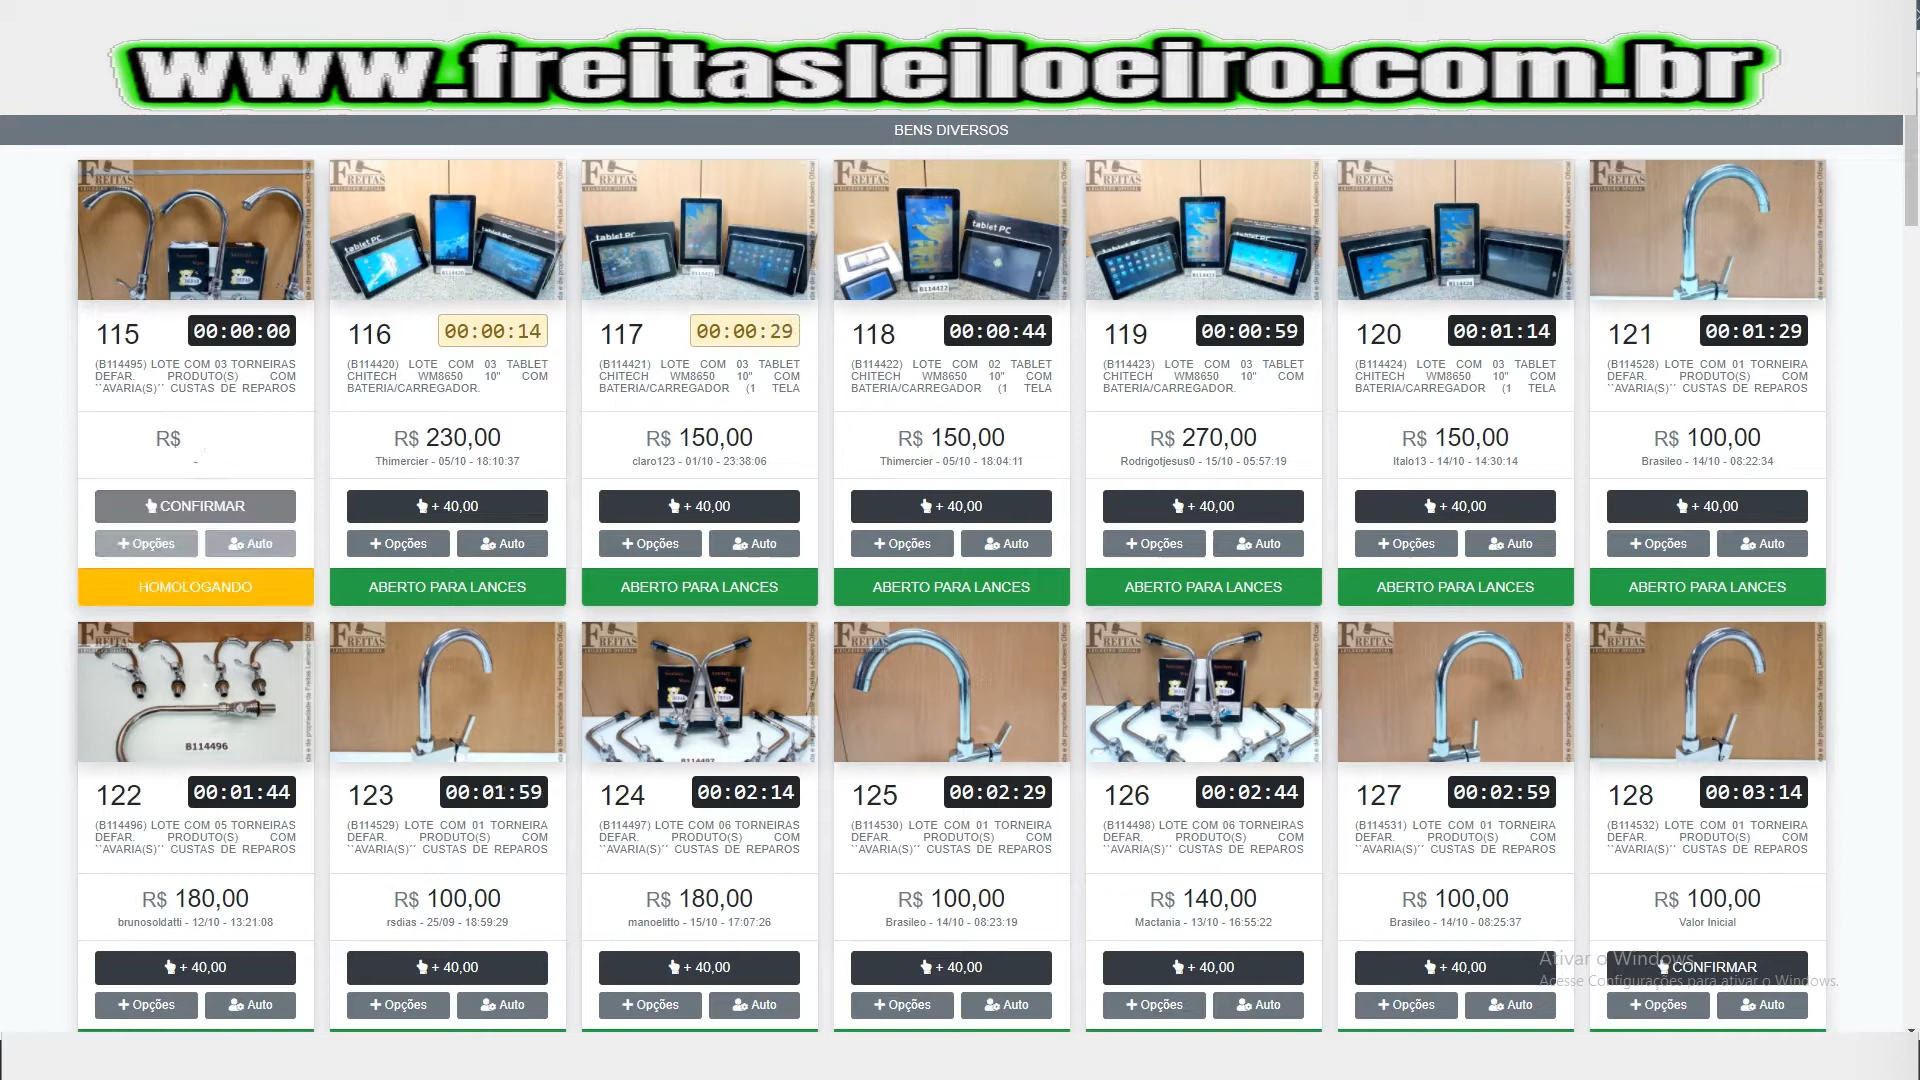 www.freitasleiloeiro.com.br
BENS DIVERSOS
115 00:00:00
(B114495) LOTE COM 03 TORNEIRAS
DEFAR. PRODUTO(S) COM
``AVARIA(S)´´ CUSTAS DE REPAROS
R$
-
CONFIRMAR
+ Opções Auto
HOMOLOGANDO
116 00:00:14
(B114420) LOTE COM 03 TABLET
CHITECH WM8650 10" COM
BATERIA/CARREGADOR.
R$ 230,00
Thimercier - 05/10 - 18:10:37
+ 40,00
+ Opções Auto
ABERTO PARA LANCES
117 00:00:29
(B114421) LOTE COM 03 TABLET
CHITECH WM8650 10" COM
BATERIA/CARREGADOR (1 TELA
R$ 150,00
claro123 - 01/10 - 23:38:06
+ 40,00
+ Opções Auto
ABERTO PARA LANCES
118 00:00:44
(B114422) LOTE COM 02 TABLET
CHITECH WM8650 10" COM
BATERIA/CARREGADOR (1 TELA
R$ 150,00
Thimercier - 05/10 - 18:04:11
+ 40,00
+ Opções Auto
ABERTO PARA LANCES
119 00:00:59
(B114423) LOTE COM 03 TABLET
CHITECH WM8650 10" COM
BATERIA/CARREGADOR.
R$ 270,00
Rodrigotjesus0 - 15/10 - 05:57:19
+ 40,00
+ Opções Auto
ABERTO PARA LANCES
120 00:01:14
(B114424) LOTE COM 03 TABLET
CHITECH WM8650 10" COM
BATERIA/CARREGADOR (1 TELA
R$ 150,00
Italo13 - 14/10 - 14:30:14
+ 40,00
+ Opções Auto
ABERTO PARA LANCES
121 00:01:29
(B114528) LOTE COM 01 TORNEIRA
DEFAR. PRODUTO(S) COM
``AVARIA(S)´´ CUSTAS DE REPAROS
R$ 100,00
Brasileo - 14/10 - 08:22:34
+ 40,00
+ Opções Auto
ABERTO PARA LANCES
B114496
122 00:01:44
(B114496) LOTE COM 05 TORNEIRAS
DEFAR. PRODUTO(S) COM
``AVARIA(S)´´ CUSTAS DE REPAROS
R$ 180,00
brunosoldatti - 12/10 - 13:21:08
+ 40,00
+ Opções Auto
123 00:01:59
(B114529) LOTE COM 01 TORNEIRA
DEFAR. PRODUTO(S) COM
``AVARIA(S)´´ CUSTAS DE REPAROS
R$ 100,00
rsdias - 25/09 - 18:59:29
+ 40,00
+ Opções Auto
124 00:02:14
(B114497) LOTE COM 06 TORNEIRAS
DEFAR. PRODUTO(S) COM
``AVARIA(S)´´ CUSTAS DE REPAROS
R$ 180,00
manoelitto - 15/10 - 17:07:26
+ 40,00
+ Opções Auto
125 00:02:29
(B114530) LOTE COM 01 TORNEIRA
DEFAR. PRODUTO(S) COM
``AVARIA(S)´´ CUSTAS DE REPAROS
R$ 100,00
Brasileo - 14/10 - 08:23:19
+ 40,00
+ Opções Auto
126 00:02:44
(B114498) LOTE COM 06 TORNEIRAS
DEFAR. PRODUTO(S) COM
``AVARIA(S)´´ CUSTAS DE REPAROS
R$ 140,00
Mactania - 13/10 - 16:55:22
+ 40,00
+ Opções Auto
127 00:02:59
(B114531) LOTE COM 01 TORNEIRA
DEFAR. PRODUTO(S) COM
``AVARIA(S)´´ CUSTAS DE REPAROS
R$ 100,00
Brasileo - 14/10 - 08:25:37
+ 40,00
+ Opções Auto
128 00:03:14
(B114532) LOTE COM 01 TORNEIRA
DEFAR. PRODUTO(S) COM
``AVARIA(S)´´ CUSTAS DE REPAROS
R$ 100,00
Valor Inicial
CONFIRMAR
+ Opções Auto
Ativar o Windows
Acesse Configurações para ativar o Windows.